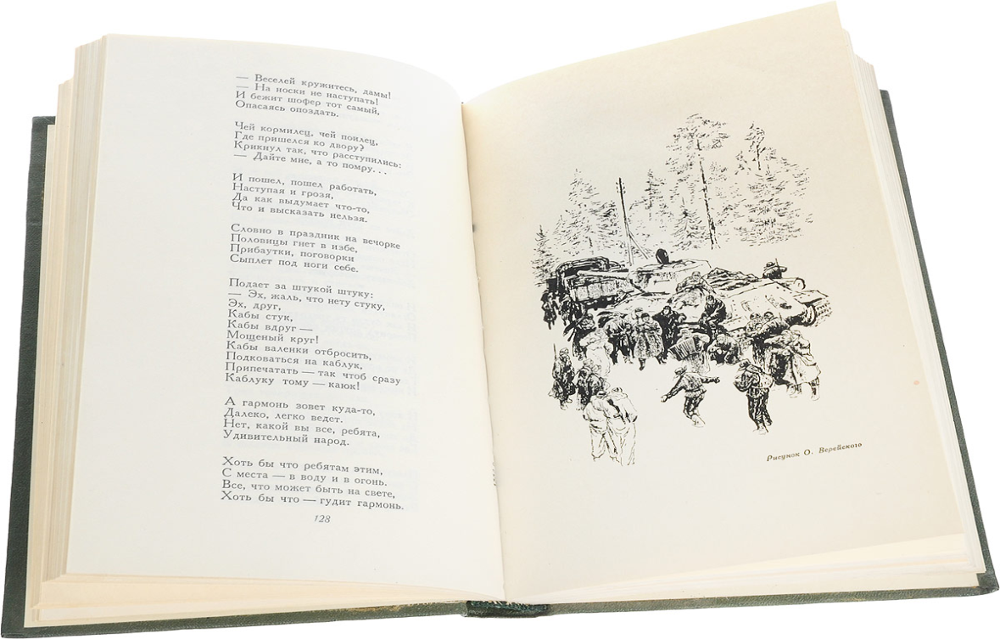 — Веселей кружитесь, дамы!
— На носки не наступать!
И бежит шофер тот самый,
Опасаясь опоздать.
Чей кормилец, чей поилец,
Где пришелся ко двору?
Крикнул так, что расступились:
— Дайте мне, а то помру...
И пошел, пошел работать,
Наступая и грозя,
Да как выдумает что-то,
Что и высказать нельзя.
Словно в праздник на вечорке
Половицы гнет в избе,
Прибаутки, поговорки
Сыплет под ноги себе.
Подает за штукой штуку:
— Эх, жаль, что нету стуку,
Эх, друг,
Кабы стук,
Кабы вдруг —
Мощеный круг!
Кабы валенки отбросить,
Подковаться на каблук,
Припечатать — так чтоб сразу
Каблуку тому — каюк!
А гармонь зовет куда-то,
Далеко, легко ведет.
Нет, какой вы все, ребята,
Удивительный народ.
Хоть бы что ребятам этим,
С места — в воду и в огонь.
Все, что может быть на свете,
Хоть бы что — гудит гармонь.
128
Рисунок О. Верейского